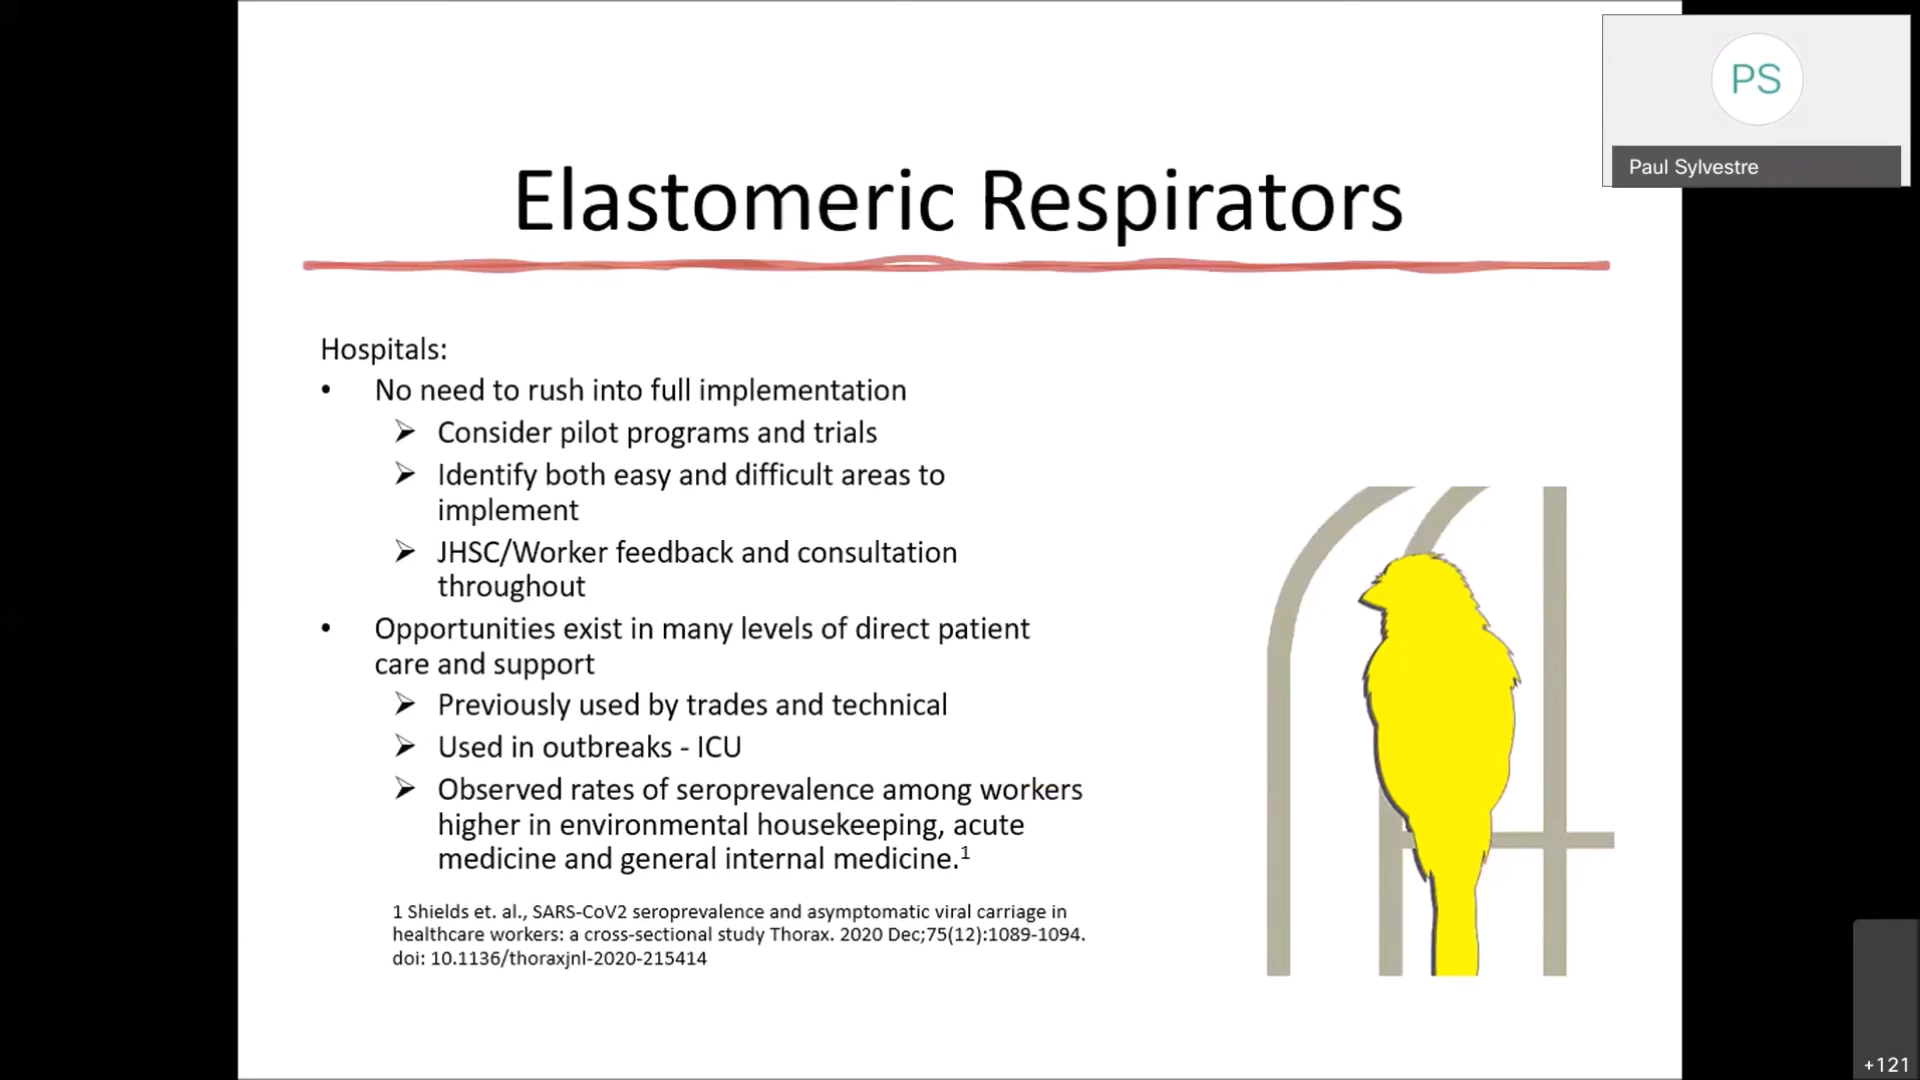 PS
Paul Sylvestre
Elastomeric Respirators
Hospitals:
• No need to rush into full implementation
➢ Consider pilot programs and trials
➢ Identify both easy and difficult areas to
implement
➢ JHSC/Worker feedback and consultation
throughout
• Opportunities exist in many levels of direct patient
care and support
➢ Previously used by trades and technical
➢ Used in outbreaks - ICU
➢ Observed rates of seroprevalence among workers
higher in environmental housekeeping, acute
medicine and general internal medicine.¹
1 Shields et. al., SARS-CoV2 seroprevalence and asymptomatic viral carriage in
healthcare workers: a cross-sectional study Thorax. 2020 Dec;75(12):1089-1094.
doi: 10.1136/thoraxjnl-2020-215414
+121